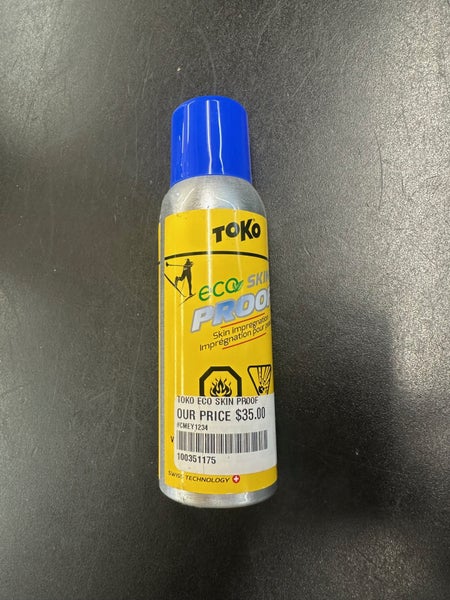 TOKO
eco SKIN
PROOF
Skin Impregnation
Imprégnation pour
TOKO ECO SKIN PROOF
OUR PRICE $35.00
#CMEY1234
100351175
SWISS TECHNOLOGY